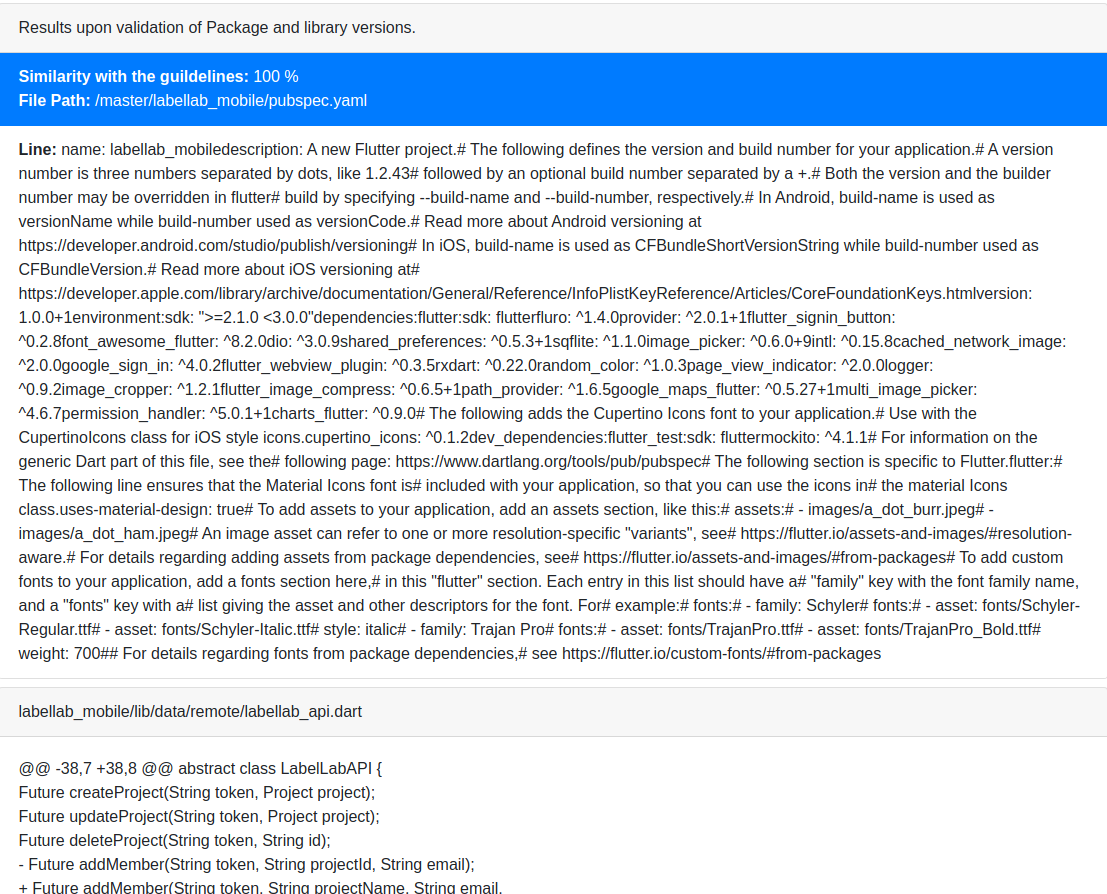 Results upon validation of Package and library versions.
Similarity with the guildelines: 100 %
File Path: /master/labellab_mobile/pubspec.yaml
Line: name: labellab_mobiledescription: A new Flutter project.# The following defines the version and build number for your application.# A version
number is three numbers separated by dots, like 1.2.43# followed by an optional build number separated by a +.# Both the version and the builder
number may be overridden in flutter# build by specifying --build-name and --build-number, respectively.# In Android, build-name is used as
versionName while build-number used as versionCode.# Read more about Android versioning at
https://developer.android.com/studio/publish/versioning# In iOS, build-name is used as CFBundleShortVersionString while build-number used as
CFBundleVersion.# Read more about iOS versioning at#
https://developer.apple.com/library/archive/documentation/General/Reference/InfoPlistKeyReference/Articles/CoreFoundationKeys.htmlversion:
1.0.0+1environment:sdk: ">=2.1.0 <3.0.0"dependencies:flutter:sdk: flutterfluro: ^1.4.0provider: ^2.0.1+1flutter_signin_button:
^0.2.8font_awesome_flutter: ^8.2.0dio: ^3.0.9shared_preferences: ^0.5.3+1sqflite: ^1.1.0image_picker: ^0.6.0+9intl: ^0.15.8cached_network_image:
^2.0.0google_sign_in: ^4.0.2flutter_webview_plugin: ^0.3.5rxdart: ^0.22.0random_color: ^1.0.3page_view_indicator: ^2.0.0logger:
^0.9.2image_cropper: ^1.2.1flutter_image_compress: ^0.6.5+1path_provider: ^1.6.5google_maps_flutter: ^0.5.27+1multi_image_picker:
^4.6.7permission_handler: ^5.0.1+1charts_flutter: ^0.9.0# The following adds the Cupertino Icons font to your application.# Use with the
CupertinoIcons class for iOS style icons.cupertino_icons: ^0.1.2dev_dependencies:flutter_test:sdk: fluttermockito: ^4.1.1# For information on the
generic Dart part of this file, see the# following page: https://www.dartlang.org/tools/pub/pubspec# The following section is specific to Flutter.flutter:#
The following line ensures that the Material Icons font is# included with your application, so that you can use the icons in# the material Icons
class.uses-material-design: true# To add assets to your application, add an assets section, like this:# assets:# - images/a_dot_burr.jpeg# -
images/a_dot_ham.jpeg# An image asset can refer to one or more resolution-specific "variants", see# https://flutter.io/assets-and-images/#resolution-
aware.# For details regarding adding assets from package dependencies, see# https://flutter.io/assets-and-images/#from-packages# To add custom
fonts to your application, add a fonts section here,# in this "flutter" section. Each entry in this list should have a# "family" key with the font family name,
and a "fonts" key with a# list giving the asset and other descriptors for the font. For# example:# fonts:# - family: Schyler# fonts:# - asset: fonts/Schyler-
Regular.ttf# - asset: fonts/Schyler-Italic.ttf# style: italic# - family: Trajan Pro# fonts:# - asset: fonts/TrajanPro.ttf# - asset: fonts/TrajanPro_Bold.ttf#
weight: 700## For details regarding fonts from package dependencies,# see https://flutter.io/custom-fonts/#from-packages
labellab_mobile/lib/data/remote/labellab_api.dart
@@ -38,7 +38,8 @@ abstract class LabelLabAPI {
Future createProject(String token, Project project);
Future updateProject(String token, Project project);
Future deleteProject(String token, String id);
- Future addMember(String token, String projectId, String email);
+ Future addMember(String token, String projectName, String email,